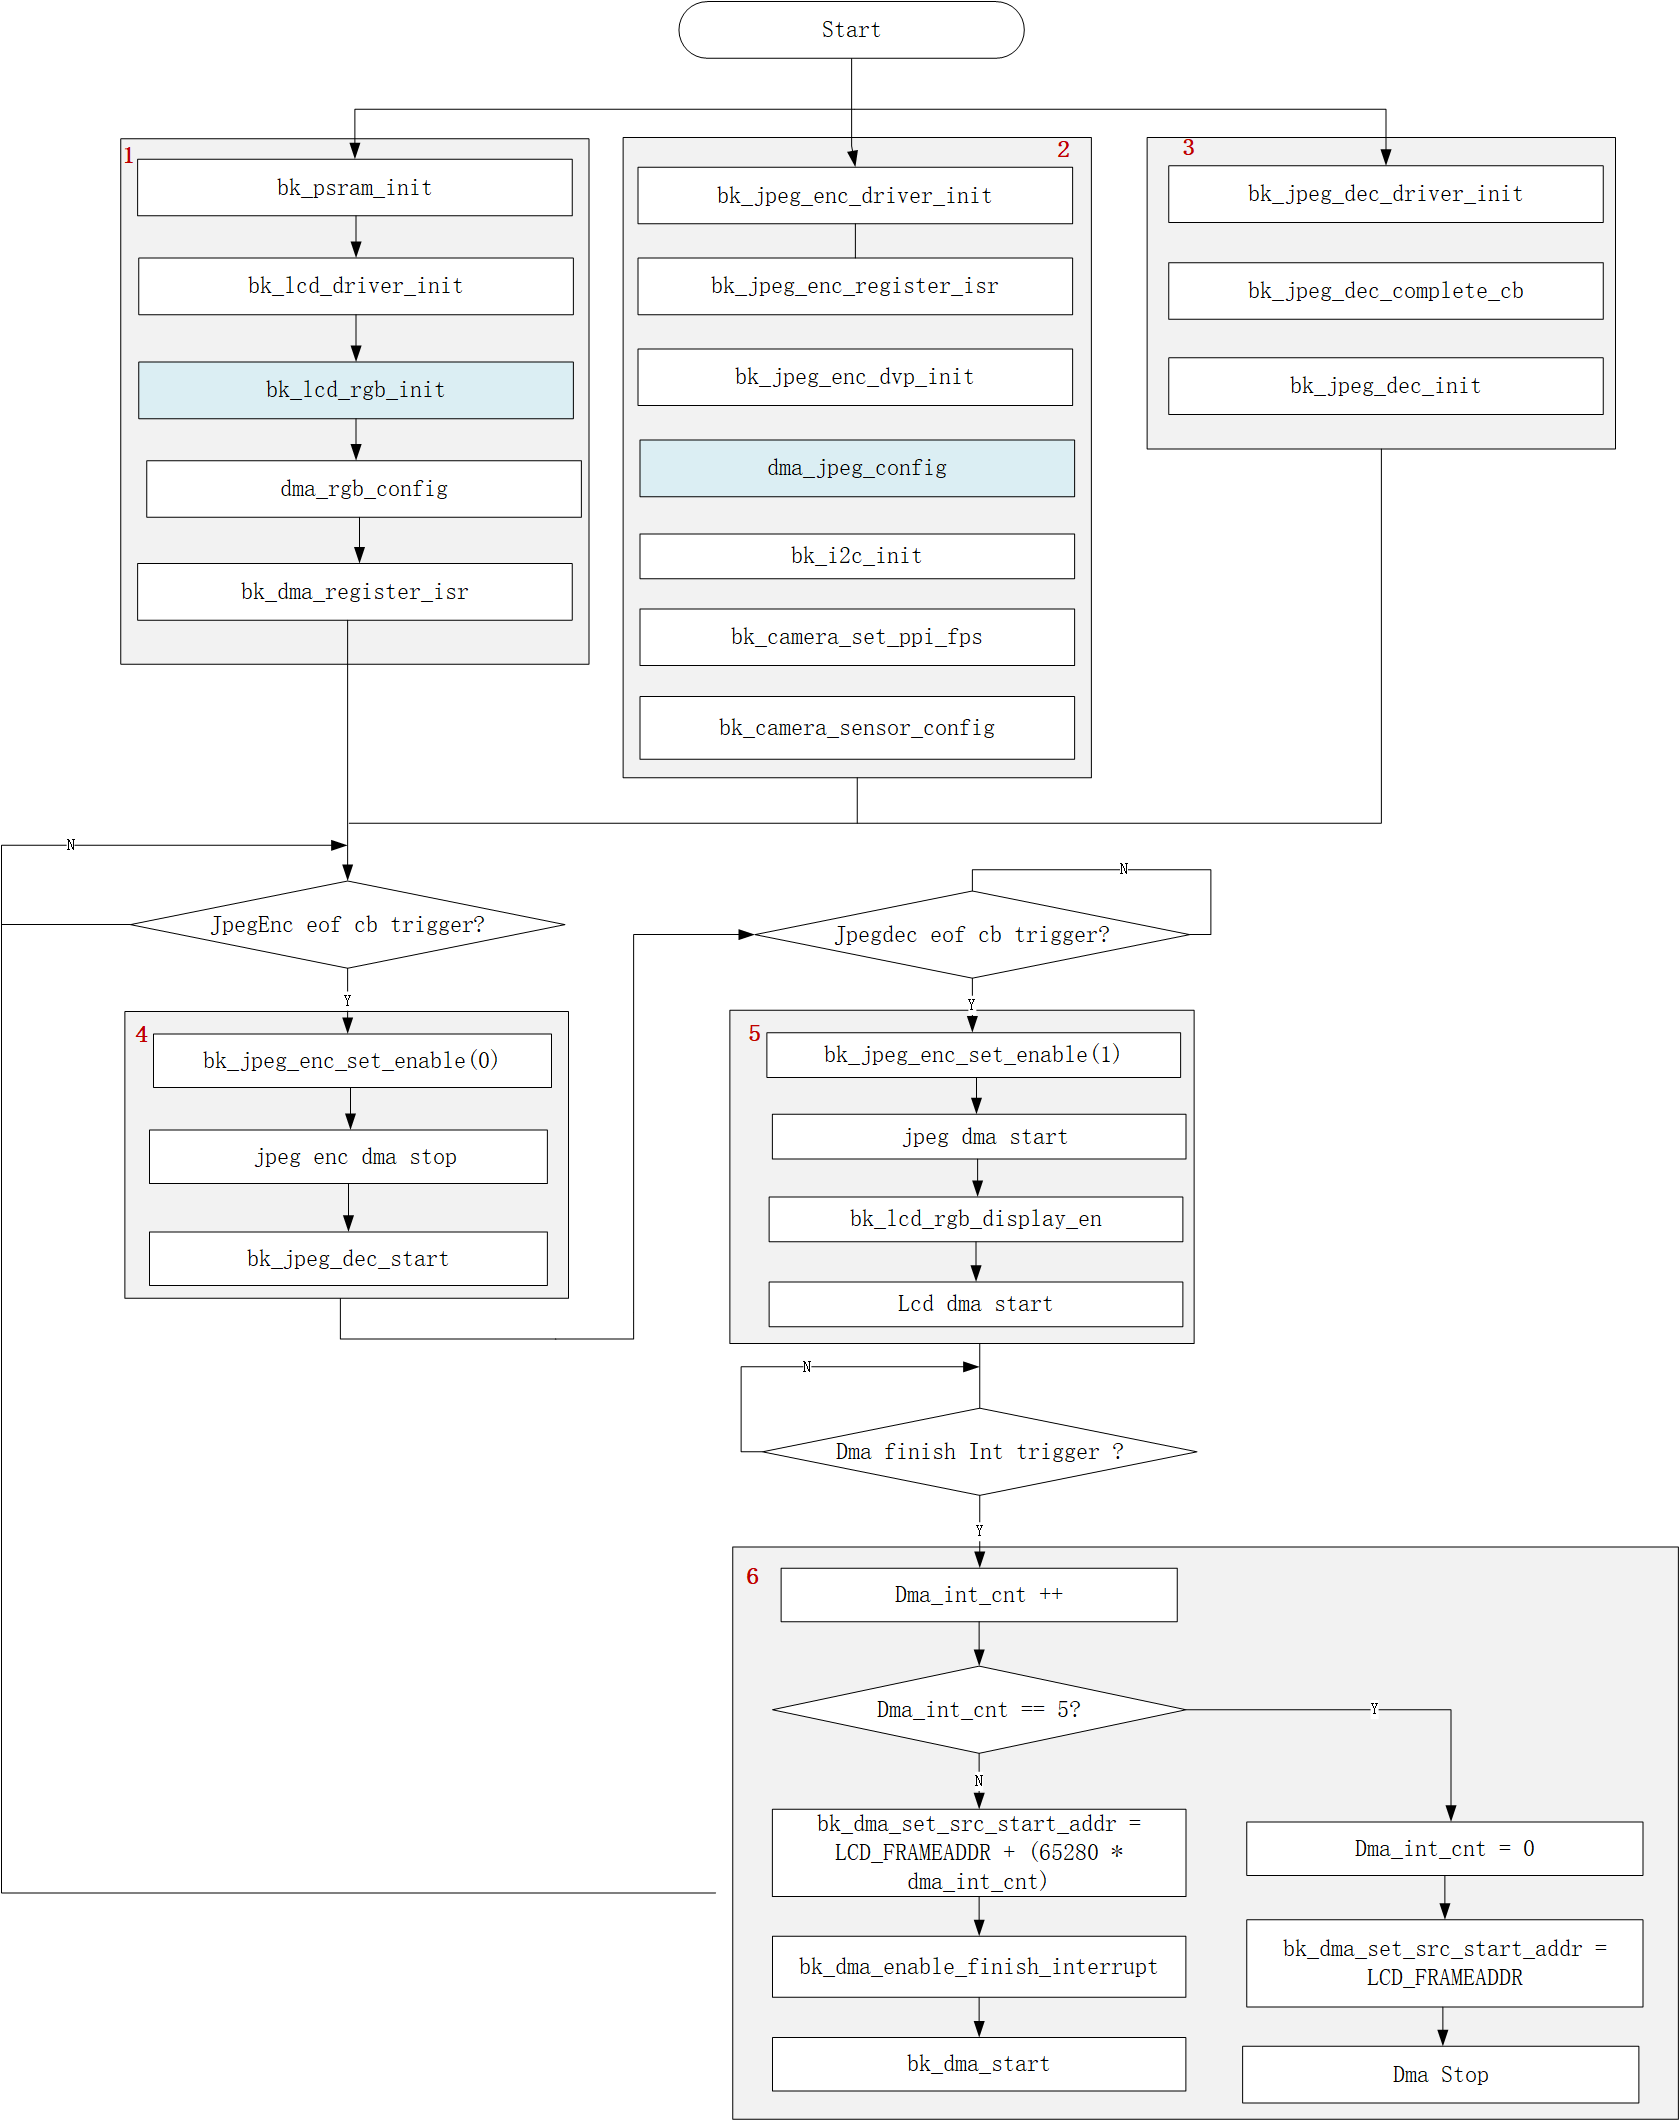 Start
1
bk_psram_init
bk_lcd_driver_init
bk_lcd_rgb_init
dma_rgb_config
bk_dma_register_isr
2
bk_jpeg_enc_driver_init
bk_jpeg_enc_register_isr
bk_jpeg_enc_dvp_init
dma_jpeg_config
bk_i2c_init
bk_camera_set_ppi_fps
bk_camera_sensor_config
3
bk_jpeg_dec_driver_init
bk_jpeg_dec_complete_cb
bk_jpeg_dec_init
N
JpegEnc eof cb trigger?
Y
4
bk_jpeg_enc_set_enable(0)
jpeg enc dma stop
bk_jpeg_dec_start
N
Jpegdec eof cb trigger?
Y
5
bk_jpeg_enc_set_enable(1)
jpeg dma start
bk_lcd_rgb_display_en
Lcd dma start
N
Dma finish Int trigger ?
Y
6
Dma_int_cnt ++
Dma_int_cnt == 5?
Y
N
bk_dma_set_src_start_addr =
LCD_FRAMEADDR + (65280 *
dma_int_cnt)
bk_dma_enable_finish_interrupt
bk_dma_start
Dma_int_cnt = 0
bk_dma_set_src_start_addr =
LCD_FRAMEADDR
Dma Stop